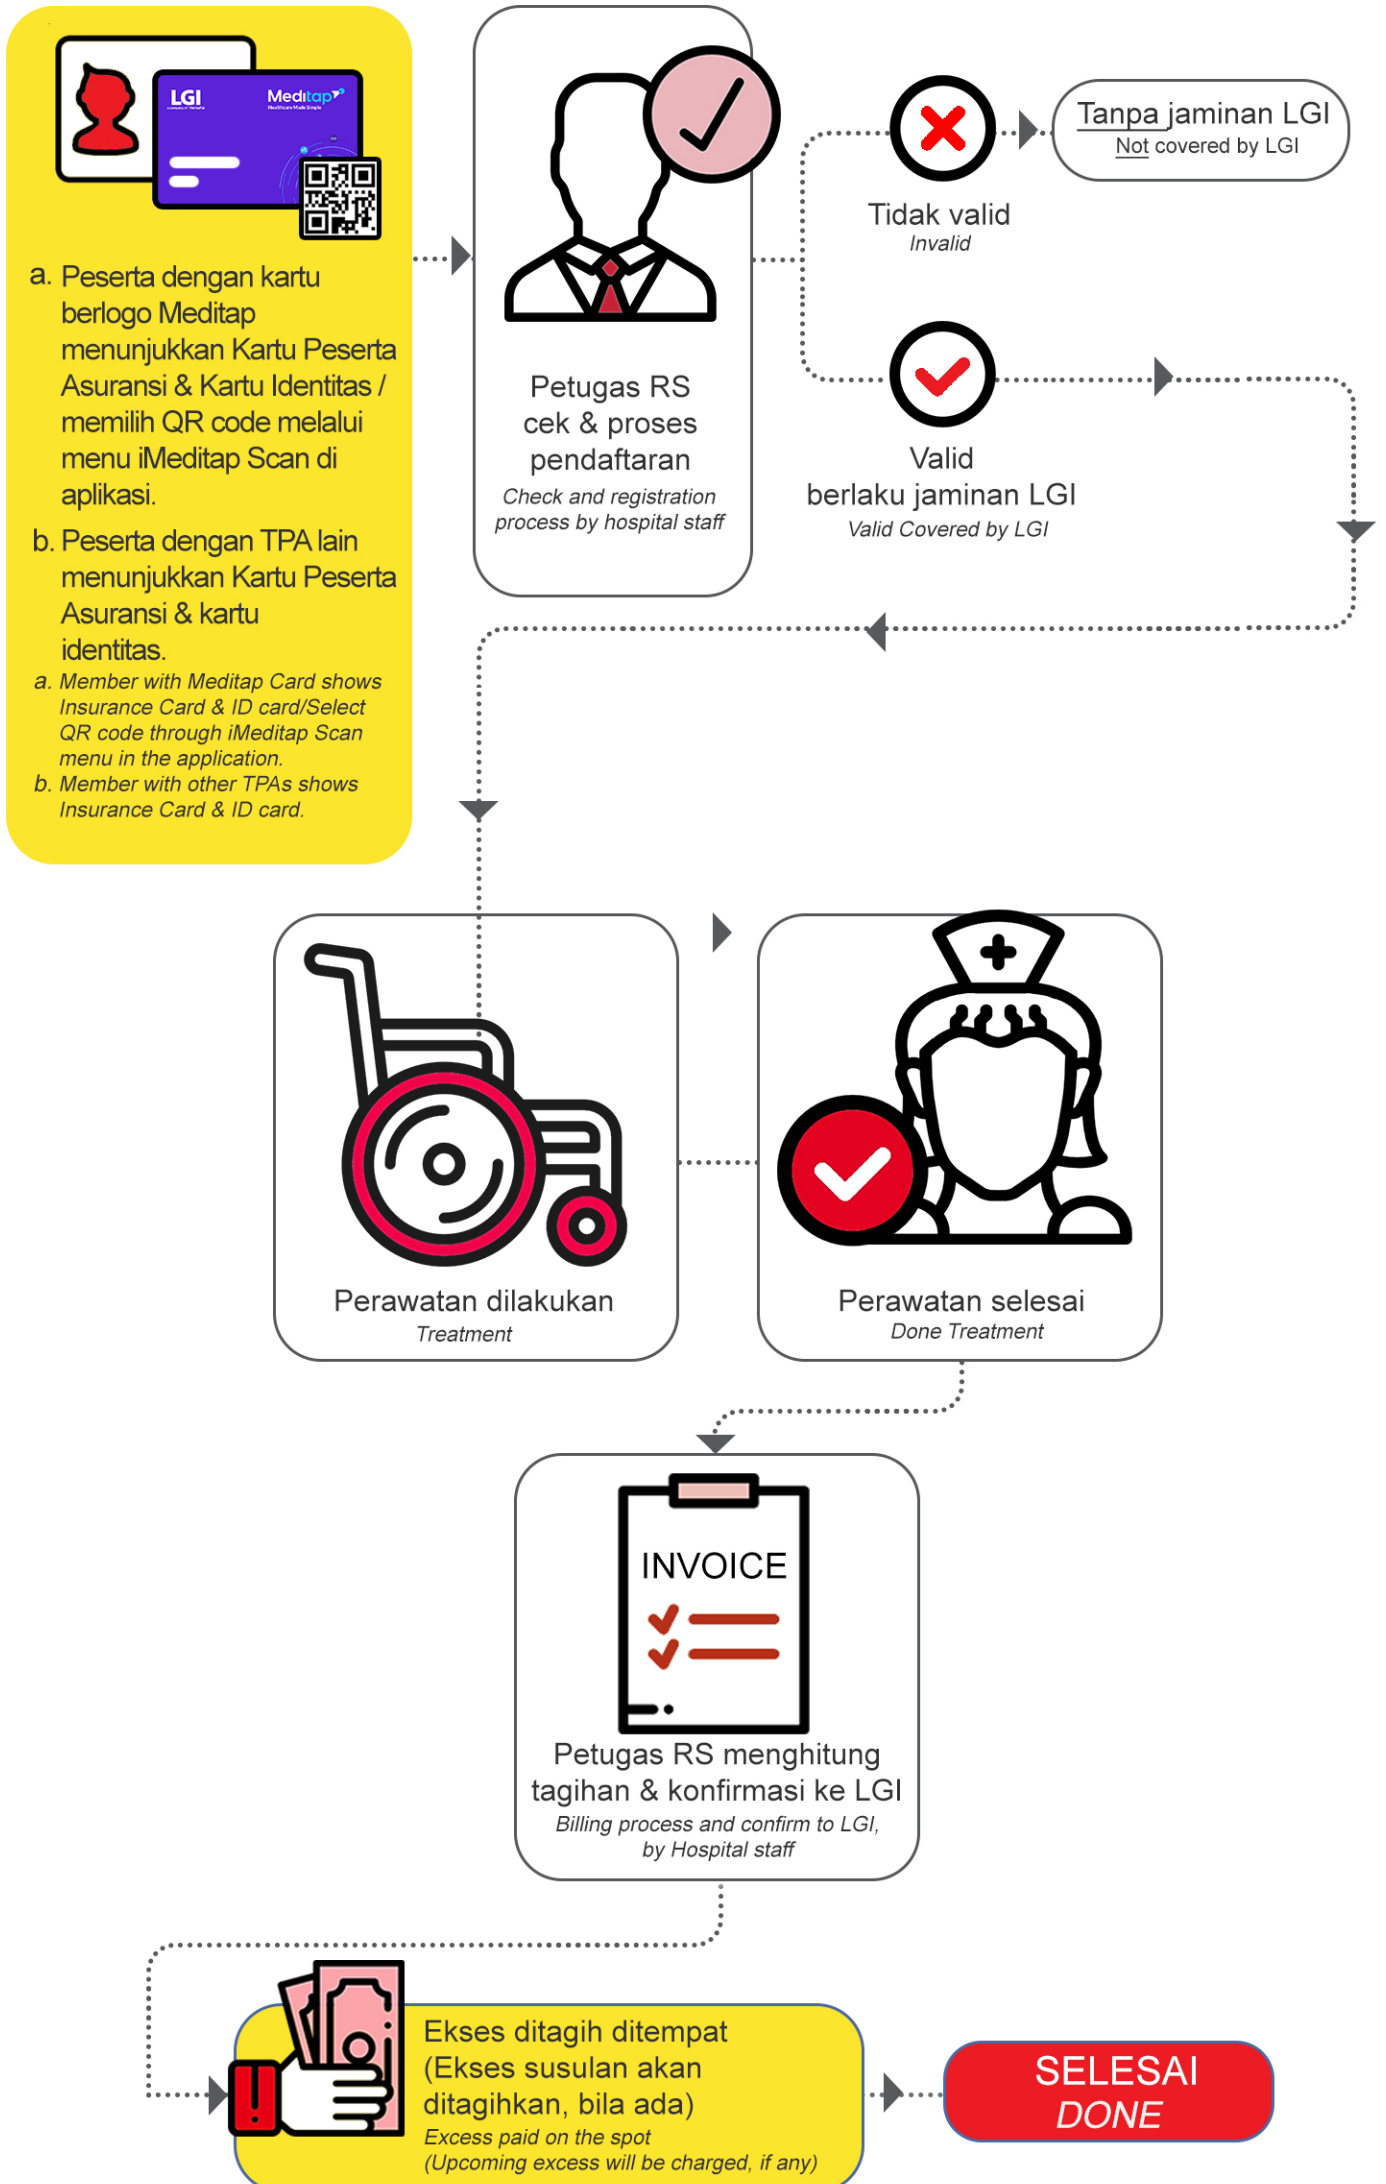 LGI
Meditap
Healthcare Made Simple
a. Peserta dengan kartu
berlogo Meditap
menunjukkan Kartu Peserta
Asuransi & Kartu Identitas /
memilih QR code melalui
menu iMeditap Scan di
aplikasi.
b. Peserta dengan TPA lain
menunjukkan Kartu Peserta
Asuransi & kartu
identitas.
a. Member with Meditap Card shows
Insurance Card & ID card/Select
QR code through iMeditap Scan
menu in the application.
b. Member with other TPAs shows
Insurance Card & ID card.
Petugas RS
cek & proses
pendaftaran
Check and registration
process by hospital staff
Tidak valid
Invalid
Tanpa jaminan LGI
Not covered by LGI
Valid
berlaku jaminan LGI
Valid Covered by LGI
Perawatan dilakukan
Treatment
Perawatan selesai
Done Treatment
INVOICE
Petugas RS menghitung
tagihan & konfirmasi ke LGI
Billing process and confirm to LGI,
by Hospital staff
Ekses ditagih ditempat
(Ekses susulan akan
ditagihkan, bila ada)
Excess paid on the spot
(Upcoming excess will be charged, if any)
SELESAI
DONE